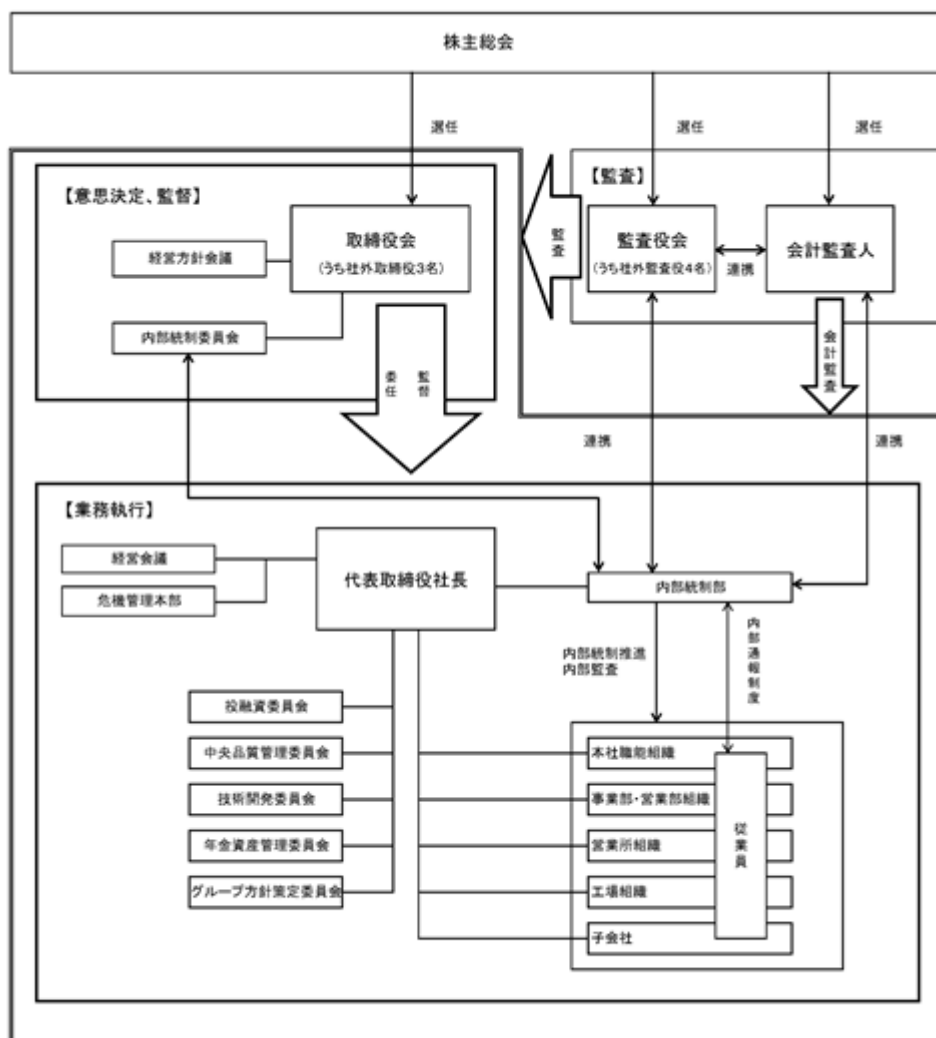 株主総会
選任
選任
選任
【意思決定、監督】
取締役会
(うち社外取締役3名)
経営方針会議
内部統制委員会
委任
監督
監査
【監査】
監査役会
(うち社外監査役4名)
連携
会計監査人
会計監査
連携
連携
【業務執行】
経営会議
危機管理本部
代表取締役社長
内部統制部
内部統制推進
内部監査
内部通報制度
投融資委員会
中央品質管理委員会
技術開発委員会
年金資産管理委員会
グループ方針策定委員会
本社職能組織
事業部・営業部組織
営業所組織
工場組織
子会社
従業員